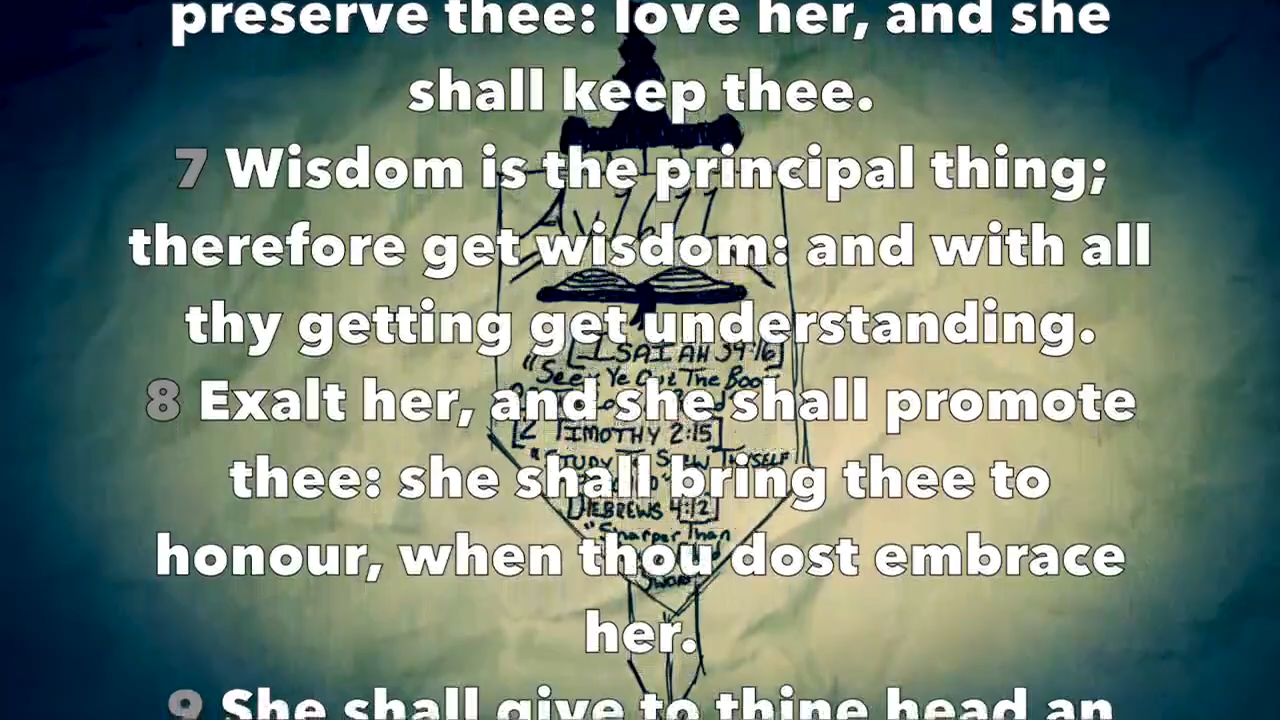 preserve thee: love her, and she
shall keep thee.
7 Wisdom is the principal thing;
therefore get wisdom: and with all
thy getting get understanding.
8 Exalt her, and she shall promote
thee: she shall bring thee to
honour, when thou dost embrace
her.
9 She shall give to thine head an
AV 1611
[ISAIAH 34:16]
"Seek Ye Out The Book
[2 TIMOTHY 2:15]
"STUDY To SHEW THYSELF
HEBREWS 4:12]
"Sharper Than
Sword